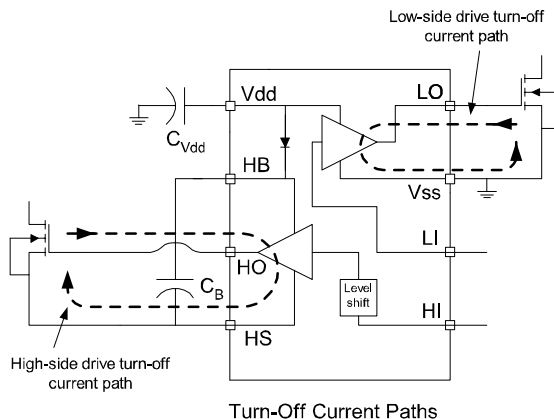 Low-side drive turn-off
current path
Vdd
LO
C_Vdd
HB
Vss
HO
LI
C_B
Level
shift
HI
HS
High-side drive turn-off
current path
Turn-Off Current Paths